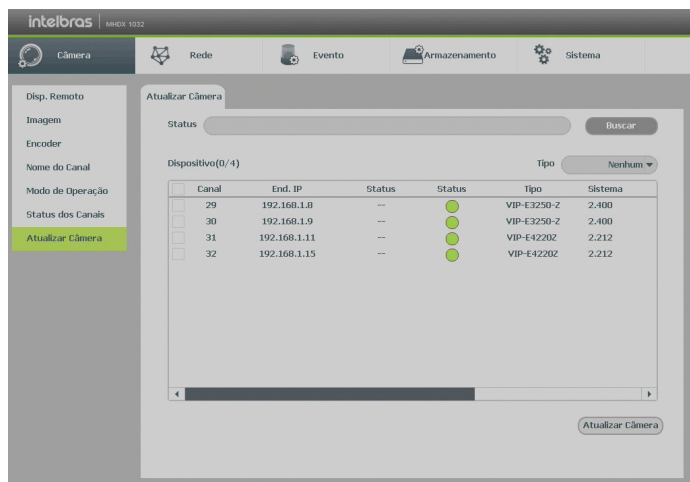 intelbras MHDX 1032
Câmera Rede Evento Armazenamento Sistema
Disp. Remoto
Imagem
Encoder
Nome do Canal
Modo de Operação
Status dos Canais
Atualizar Câmera
Atualizar Câmera
Status Buscar
Dispositivo(0/4) Tipo Nenhum
Canal End. IP Status Status Tipo Sistema
29 192.168.1.8 -- VIP-E3250-Z 2.400
30 192.168.1.9 -- VIP-E3250-Z 2.400
31 192.168.1.11 -- VIP-E4220Z 2.212
32 192.168.1.15 -- VIP-E4220Z 2.212
Atualizar Câmera